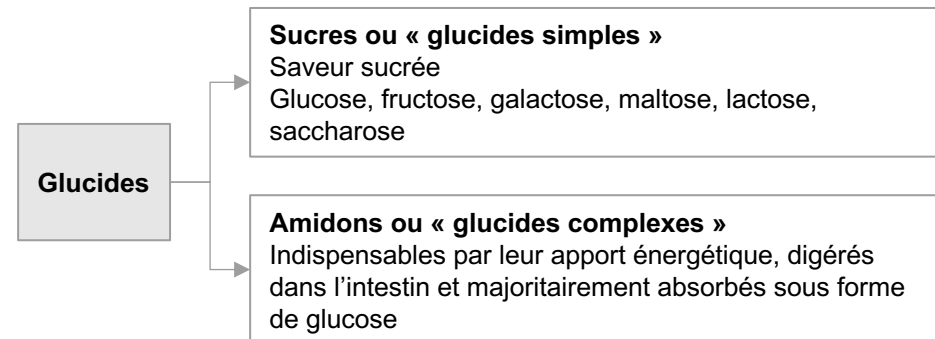 Glucides
Sucres ou « glucides simples »
Saveur sucrée
Glucose, fructose, galactose, maltose, lactose,
saccharose
Amidons ou « glucides complexes »
Indispensables par leur apport énergétique, digérés
dans l’intestin et majoritairement absorbés sous forme
de glucose